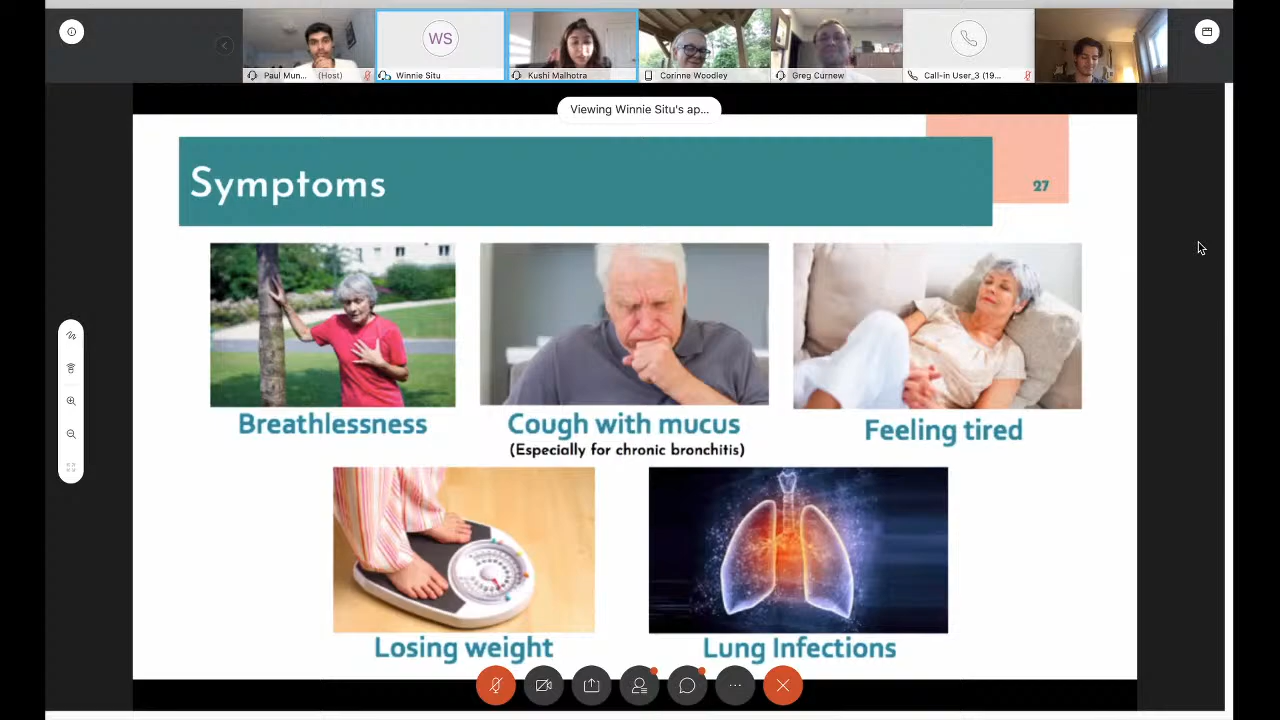 WS
Paul Mun... (Host)
Winnie Situ
Kushi Malhotra
Corinne Woodley
Greg Curnew
Call-in User_3 (19...
Viewing Winnie Situ's ap...
Symptoms
27
Breathlessness
Cough with mucus
(Especially for chronic bronchitis)
Feeling tired
Losing weight
Lung Infections